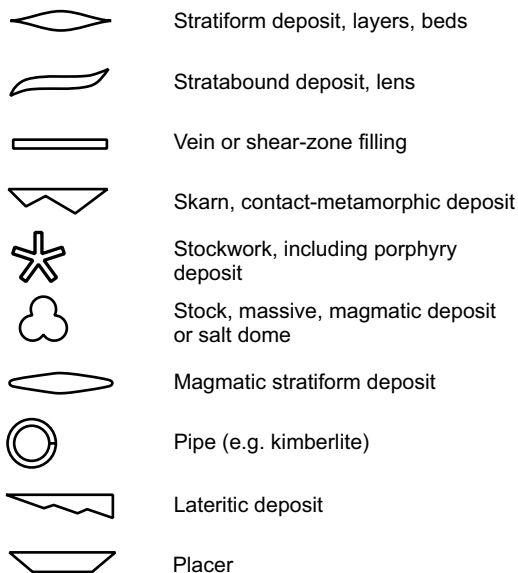 Stratiform deposit, layers, beds
Stratabound deposit, lens
Vein or shear-zone filling
Skarn, contact-metamorphic deposit
Stockwork, including porphyry
deposit
Stock, massive, magmatic deposit
or salt dome
Magmatic stratiform deposit
Pipe (e.g. kimberlite)
Lateritic deposit
Placer